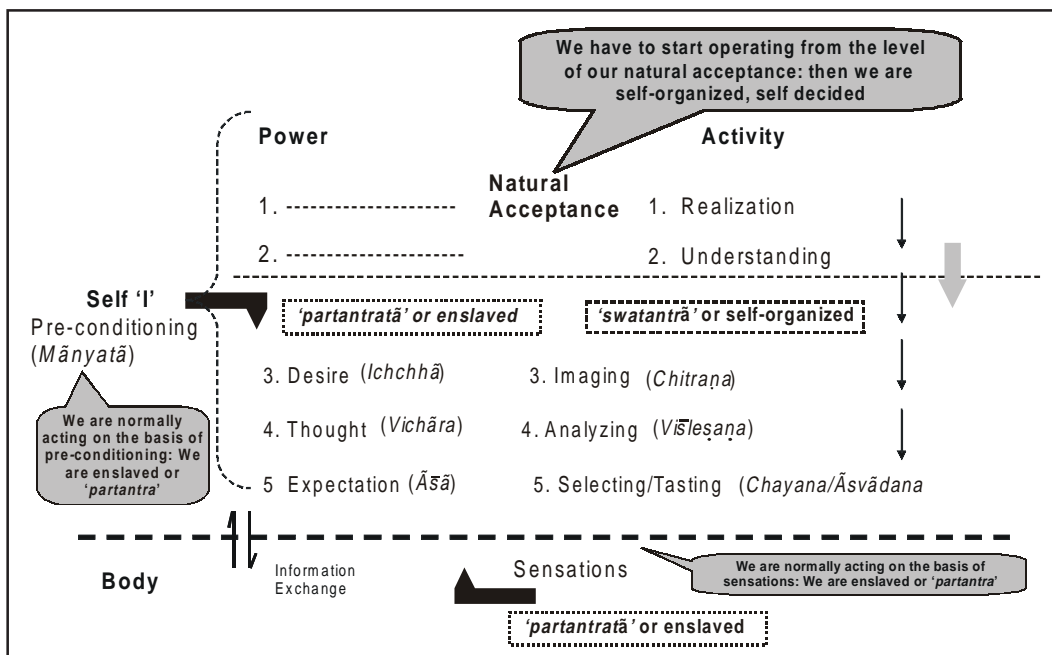 We have to start operating from the level
of our natural acceptance: then we are
self-organized, self decided
Power
Activity
Natural
Acceptance
1. -------------------
1. Realization
2. -------------------
2. Understanding
Self 'I'
Pre-conditioning
(Mãnyatã)
'partantratã' or enslaved
'swatantrã' or self-organized
3. Desire (Ichchhã)
3. Imaging (Chitraṇa)
4. Thought (Vichãra)
4. Analyzing (Vis̄leṣaṇa)
5 Expectation (Ãs̄ã)
5. Selecting/Tasting (Chayana/Ãsvãdana
We are normally
acting on the basis of
pre-conditioning: We
are enslaved or
'partantra'
Body
Information
Exchange
Sensations
We are normally acting on the basis of
sensations: We are enslaved or 'partantra'
'partantratã' or enslaved